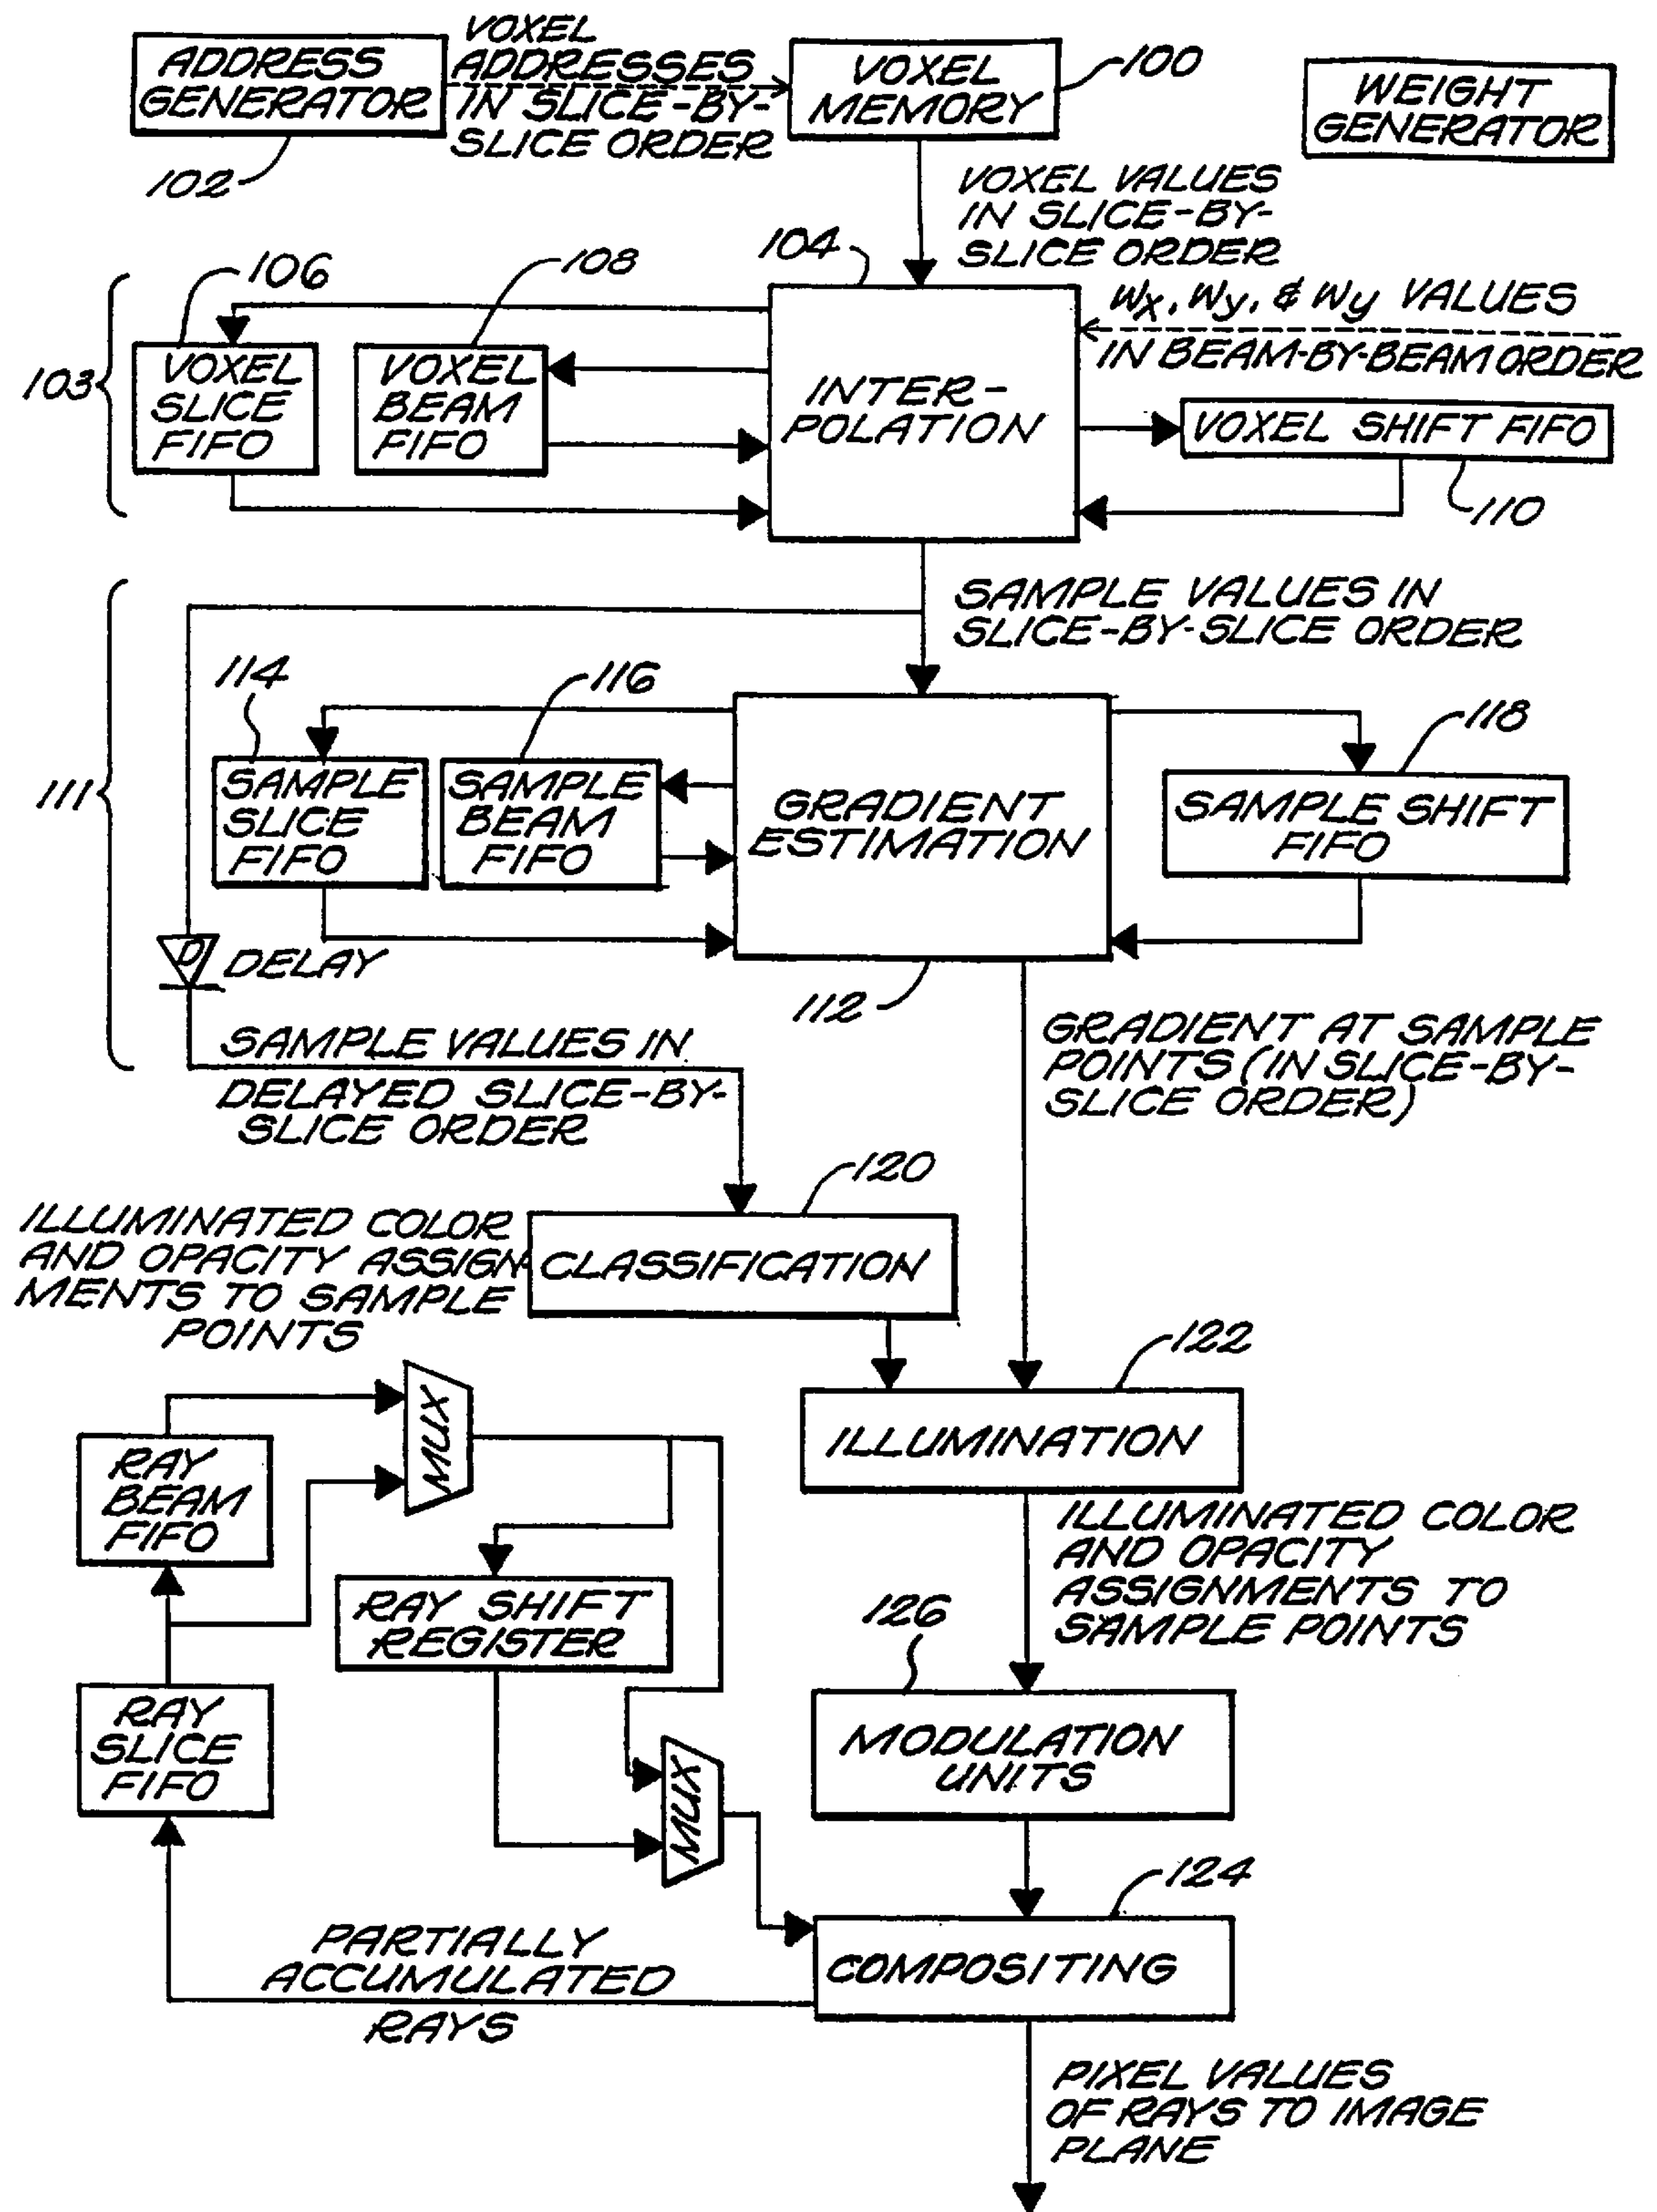 ADDRESS
GENERATOR
102
VOXEL
ADDRESSES
IN SLICE-BY-
SLICE ORDER
VOXEL
MEMORY
100
WEIGHT
GENERATOR
VOXEL VALUES
IN SLICE-BY-
SLICE ORDER
103
106
VOXEL
SLICE
FIFO
108
VOXEL
BEAM
FIFO
104
INTER-
POLATION
Wx, Wy, & Wy VALUES
IN BEAM-BY-BEAM ORDER
VOXEL SHIFT FIFO
110
SAMPLE VALUES IN
SLICE-BY-SLICE ORDER
111
114
SAMPLE
SLICE
FIFO
116
SAMPLE
BEAM
FIFO
GRADIENT
ESTIMATION
112
118
SAMPLE SHIFT
FIFO
D
DELAY
SAMPLE VALUES IN
DELAYED SLICE-BY-
SLICE ORDER
GRADIENT AT SAMPLE
POINTS (IN SLICE-BY-
SLICE ORDER)
ILLUMINATED COLOR
AND OPACITY ASSIGN-
MENTS TO SAMPLE
POINTS
120
CLASSIFICATION
122
ILLUMINATION
MUX
RAY
BEAM
FIFO
RAY SHIFT
REGISTER
ILLUMINATED COLOR
AND OPACITY
ASSIGNMENTS TO
SAMPLE POINTS
126
RAY
SLICE
FIFO
MODULATION
UNITS
MUX
124
COMPOSITING
PARTIALLY
ACCUMULATED
RAYS
PIXEL VALUES
OF RAYS TO IMAGE
PLANE